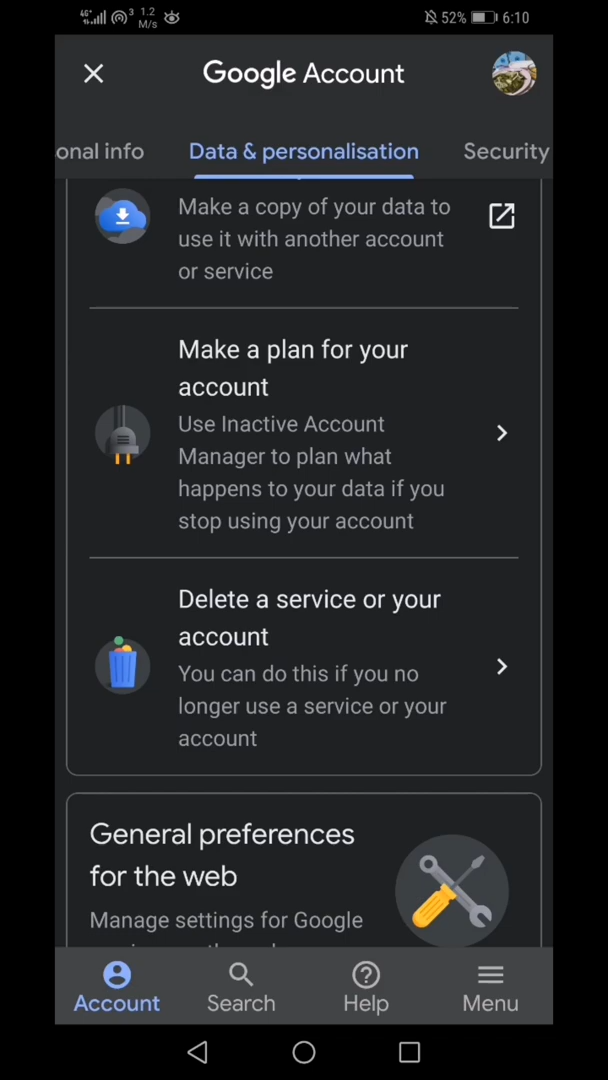 4G 3 1.2 M/s 52% 6:10
Google Account
onal info Data & personalisation Security
Make a copy of your data to
use it with another account
or service
Make a plan for your
account
Use Inactive Account
Manager to plan what
happens to your data if you
stop using your account
Delete a service or your
account
You can do this if you no
longer use a service or your
account
General preferences
for the web
Manage settings for Google
Account Search Help Menu